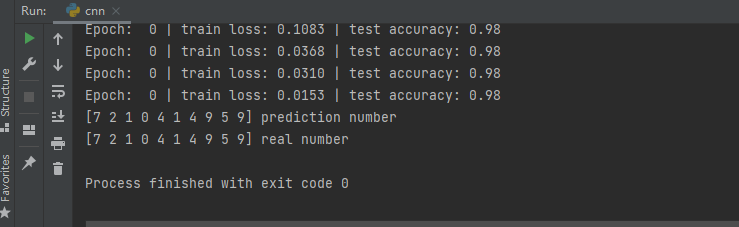 Run: cnn ×
Epoch:  0 | train loss: 0.1083 | test accuracy: 0.98
Epoch:  0 | train loss: 0.0368 | test accuracy: 0.98
Epoch:  0 | train loss: 0.0310 | test accuracy: 0.98
Epoch:  0 | train loss: 0.0153 | test accuracy: 0.98
[7 2 1 0 4 1 4 9 5 9] prediction number
[7 2 1 0 4 1 4 9 5 9] real number
Process finished with exit code 0
Structure
Favorites